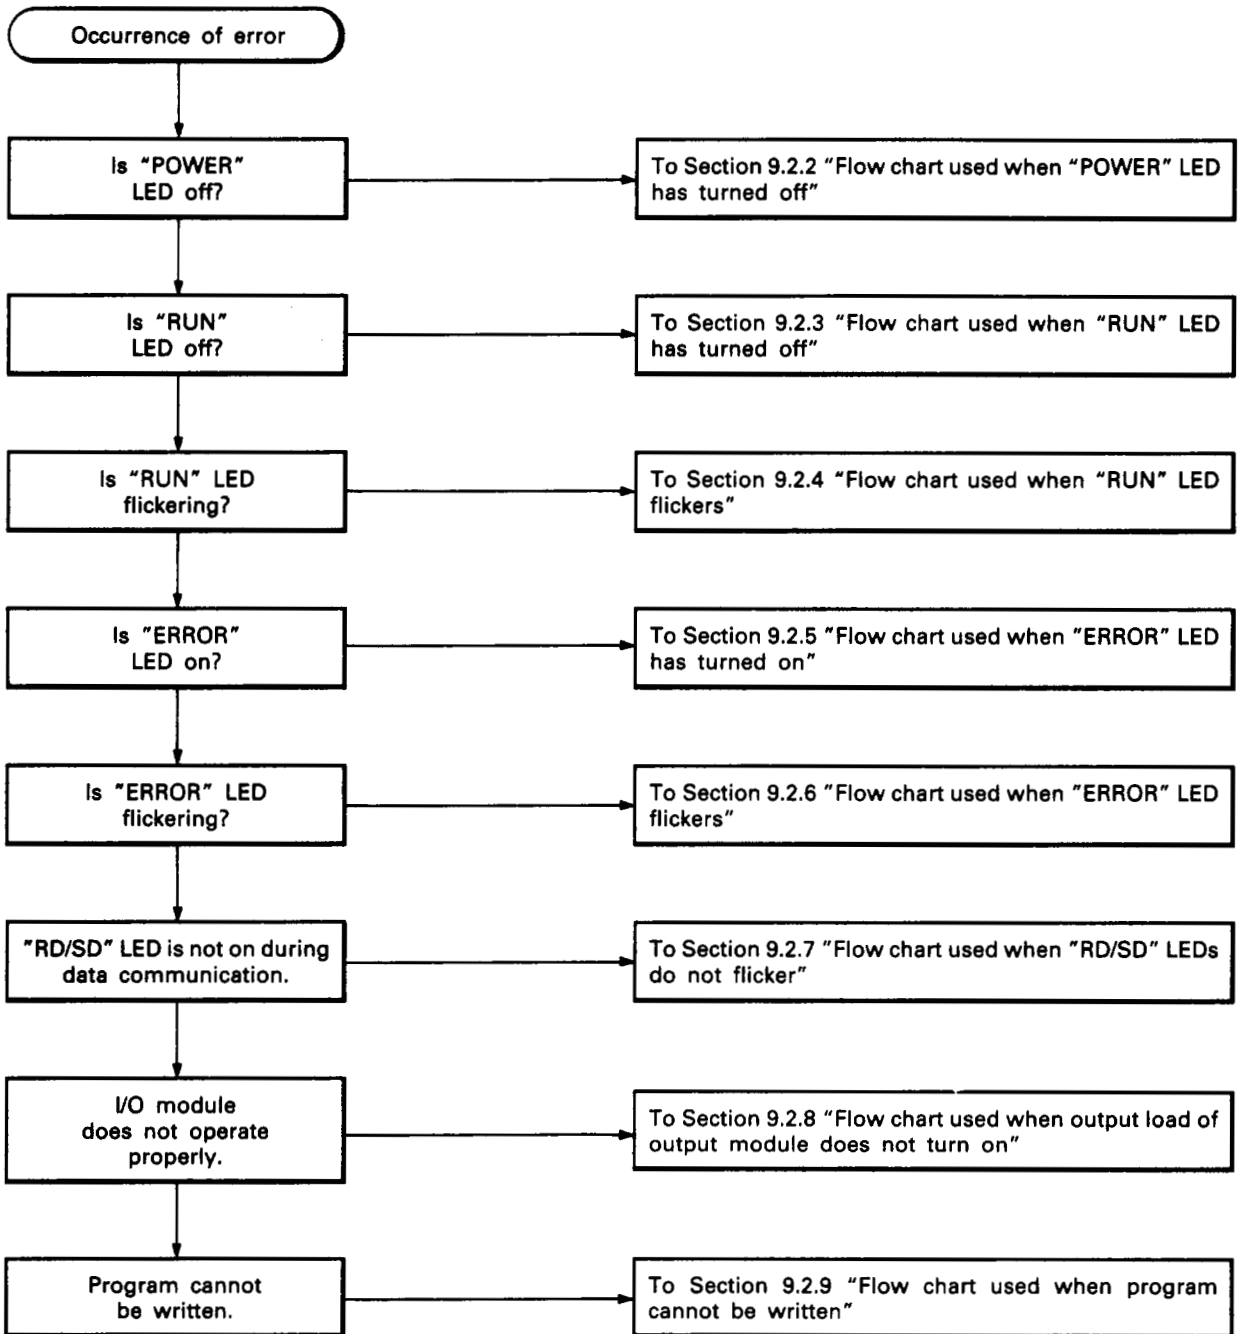 Occurrence of error
Is “POWER”
LED off?
To Section 9.2.2 “Flow chart used when “POWER” LED
has turned off”
Is “RUN”
LED off?
To Section 9.2.3 “Flow chart used when “RUN” LED
has turned off”
Is “RUN” LED
flickering?
To Section 9.2.4 “Flow chart used when “RUN” LED
flickers”
Is "ERROR"
LED on?
To Section 9.2.5 “Flow chart used when "ERROR" LED
has turned on”
Is "ERROR" LED
flickering?
To Section 9.2.6 “Flow chart used when "ERROR" LED
flickers”
"RD/SD" LED is not on during
data communication.
To Section 9.2.7 “Flow chart used when "RD/SD" LEDs
do not flicker”
I/O module
does not operate
properly.
To Section 9.2.8 “Flow chart used when output load of
output module does not turn on”
Program cannot
be written.
To Section 9.2.9 “Flow chart used when program
cannot be written”